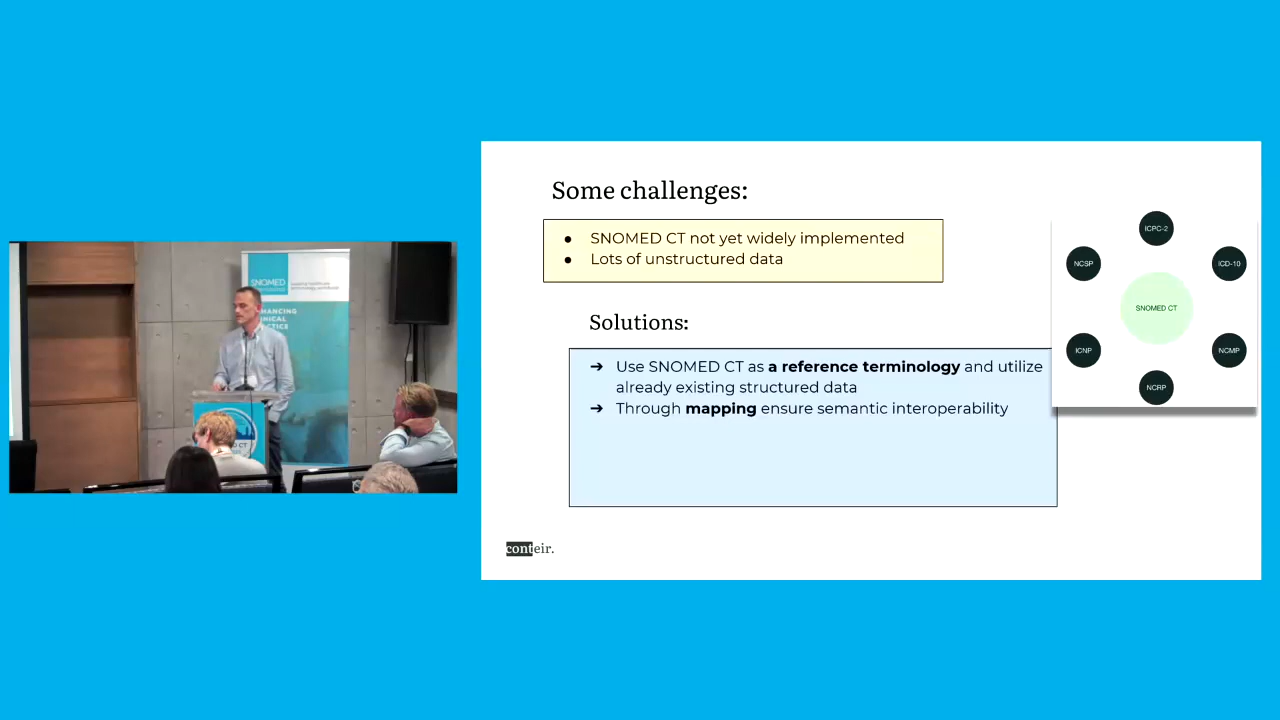 Some challenges:
● SNOMED CT not yet widely implemented
● Lots of unstructured data
Solutions:
➔ Use SNOMED CT as a reference terminology and utilize
already existing structured data
➔ Through mapping ensure semantic interoperability
ICPC-2
NCSP
ICD-10
SNOMED CT
ICNP
NCMP
NCRP
conteir.
SNOMED